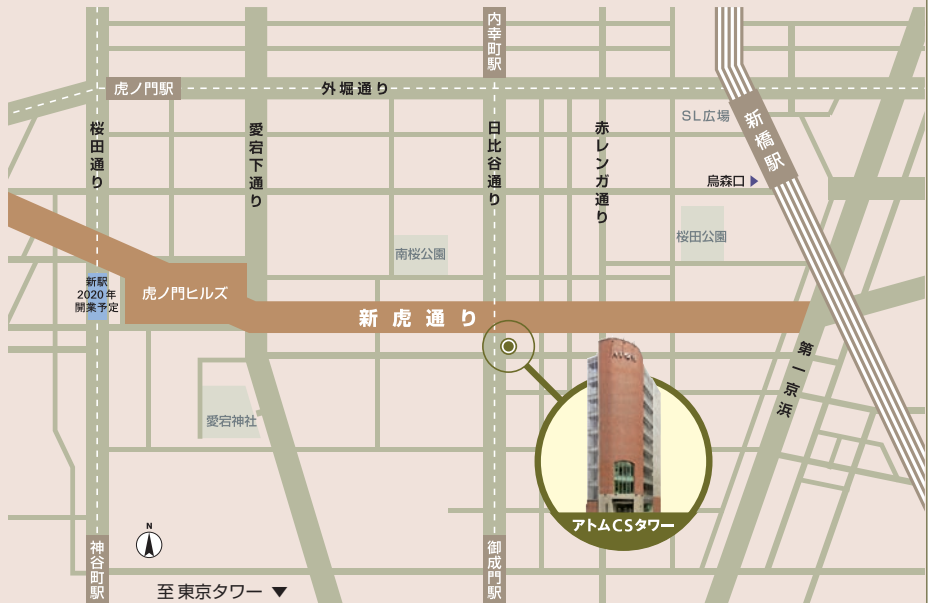 内幸町駅
虎ノ門駅
外堀通り
SL広場
新橋駅
桜田通り
愛宕下通り
日比谷通り
赤レンガ通り
烏森口
南桜公園
桜田公園
新駅
2020年
開業予定
虎ノ門ヒルズ
新虎通り
第一京浜
愛宕神社
アトムCSタワー
N
神谷町駅
御成門駅
至東京タワー ▼